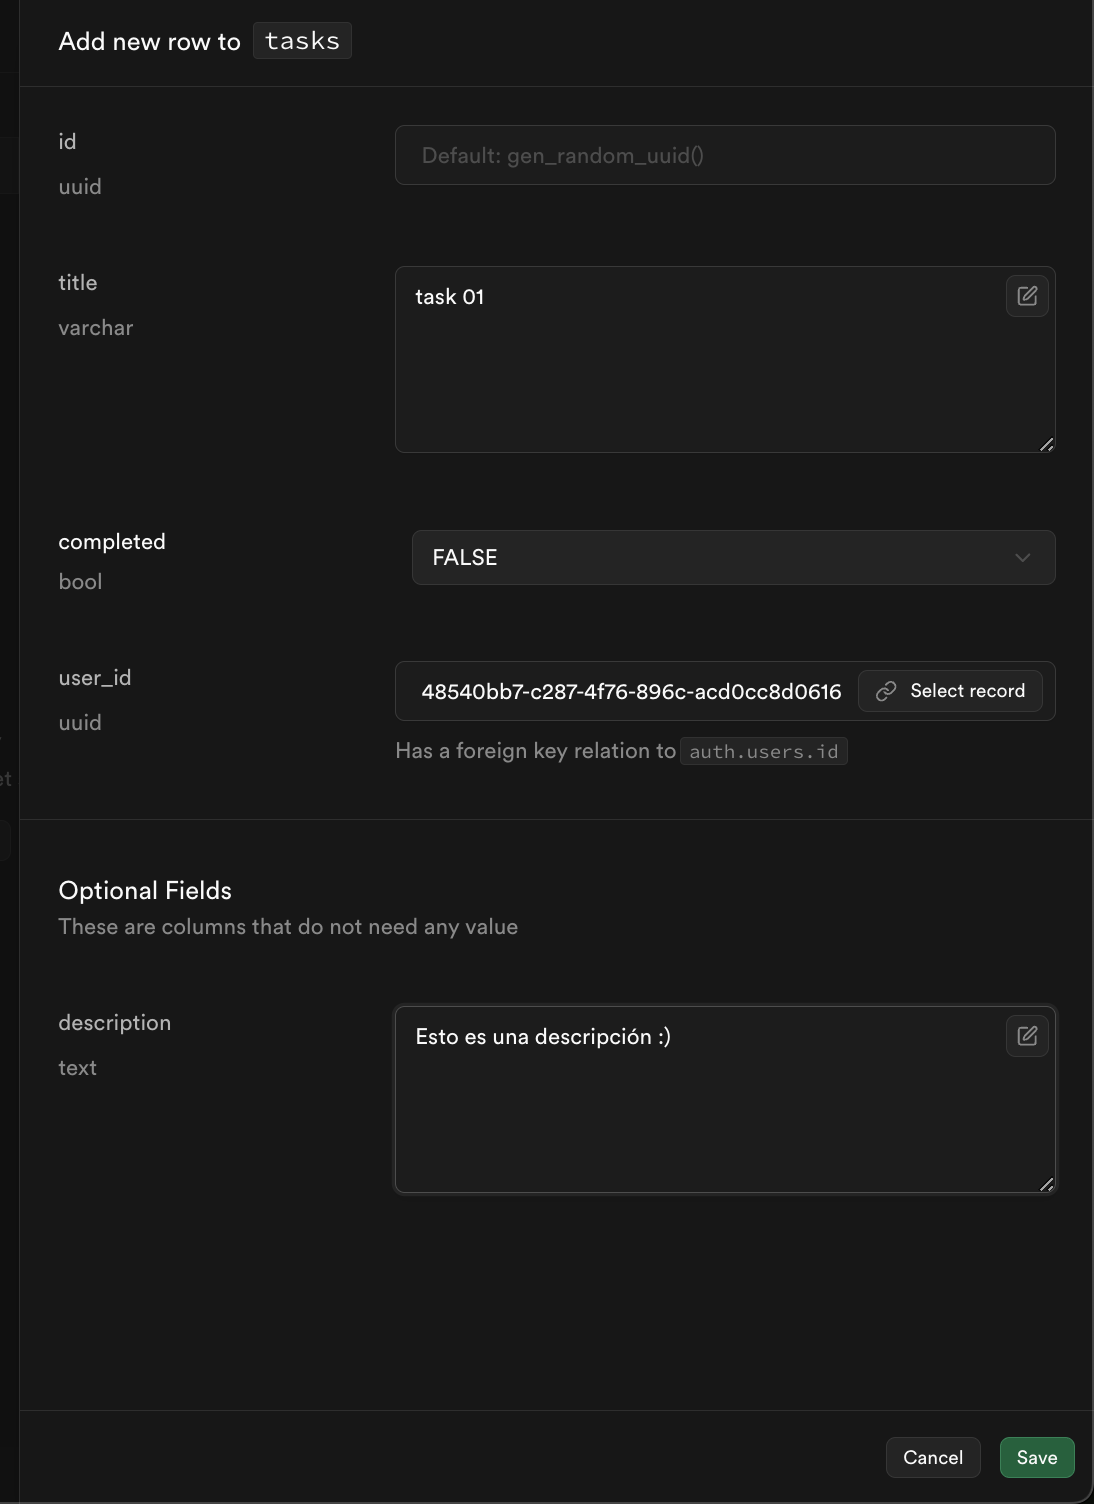 Add new row to tasks
id
uuid
Default: gen_random_uuid()
title
varchar
task 01
completed
bool
FALSE
user_id
uuid
48540bb7-c287-4f76-896c-acd0cc8d0616
Select record
Has a foreign key relation to auth.users.id
et
Optional Fields
These are columns that do not need any value
description
text
Esto es una descripción :)
Cancel
Save